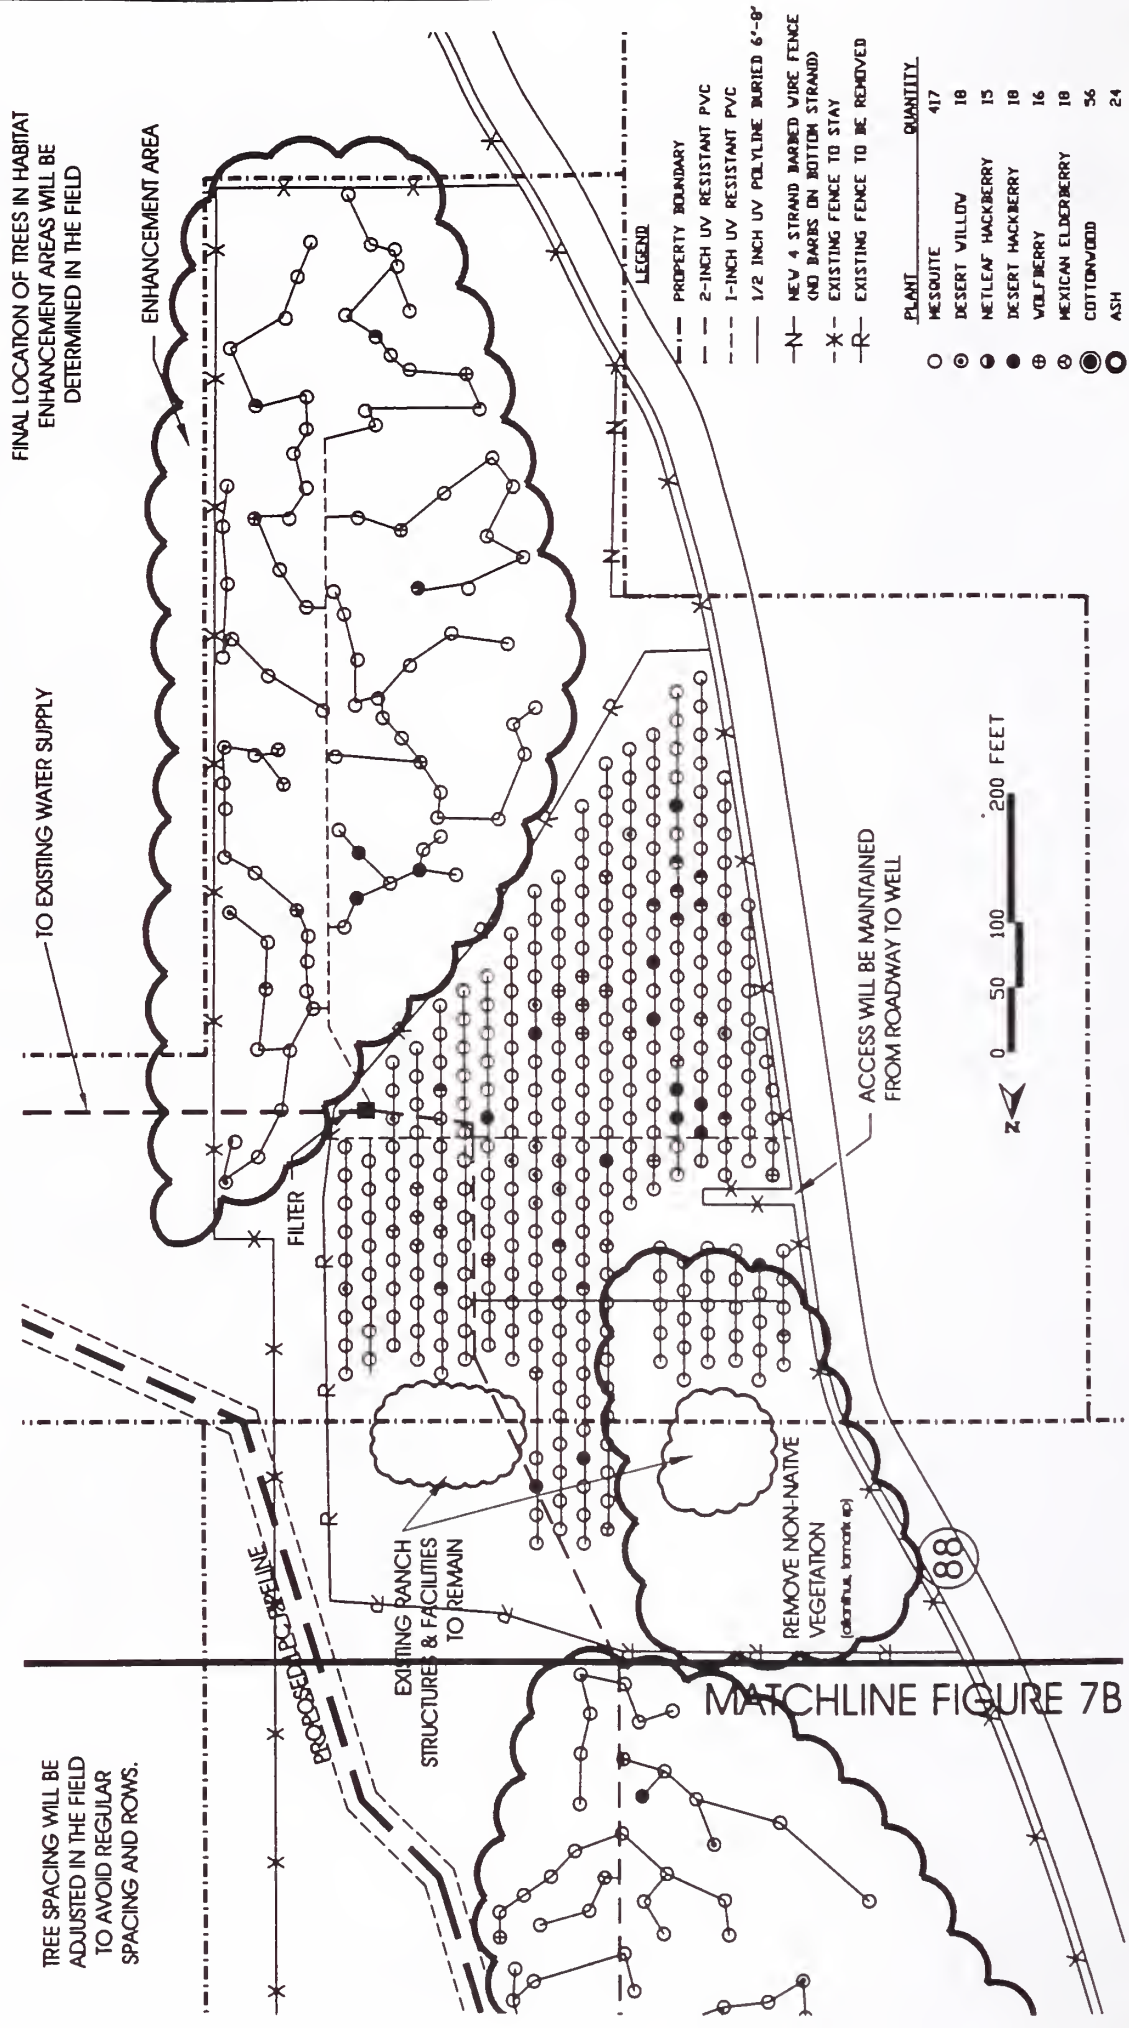 FINAL LOCATION OF TREES IN HABITAT
ENHANCEMENT AREAS WILL BE
DETERMINED IN THE FIELD
ENHANCEMENT AREA
TO EXISTING WATER SUPPLY
TREE SPACING WILL BE
ADJUSTED IN THE FIELD
TO AVOID REGULAR
SPACING AND ROWS.
PROPOSED LPC PIPELINE
FILTER
EXISTING RANCH
STRUCTURES & FACILITIES
TO REMAIN
REMOVE NON-NATIVE
VEGETATION
88
MATCHLINE FIGURE 7B
ACCESS WILL BE MAINTAINED
FROM ROADWAY TO WELL
N
0 50 100 200 FEET
LEGEND
PROPERTY BOUNDARY
2-INCH UV RESISTANT PVC
1-INCH UV RESISTANT PVC
1/2 INCH UV POLYLINE BURIED 6'-8'
N NEW 4 STRAND BARBED WIRE FENCE
(NO BARBS ON BOTTOM STRAND)
X EXISTING FENCE TO STAY
R EXISTING FENCE TO BE REMOVED
PLANT QUANTITY
MESQUITE 417
DESERT WILLOW 18
NETLEAF HACKBERRY 15
DESERT HACKBERRY 18
WOLFBERRY 16
MEXICAN ELDERBERRY 18
COTTONWOOD 56
ASH 24